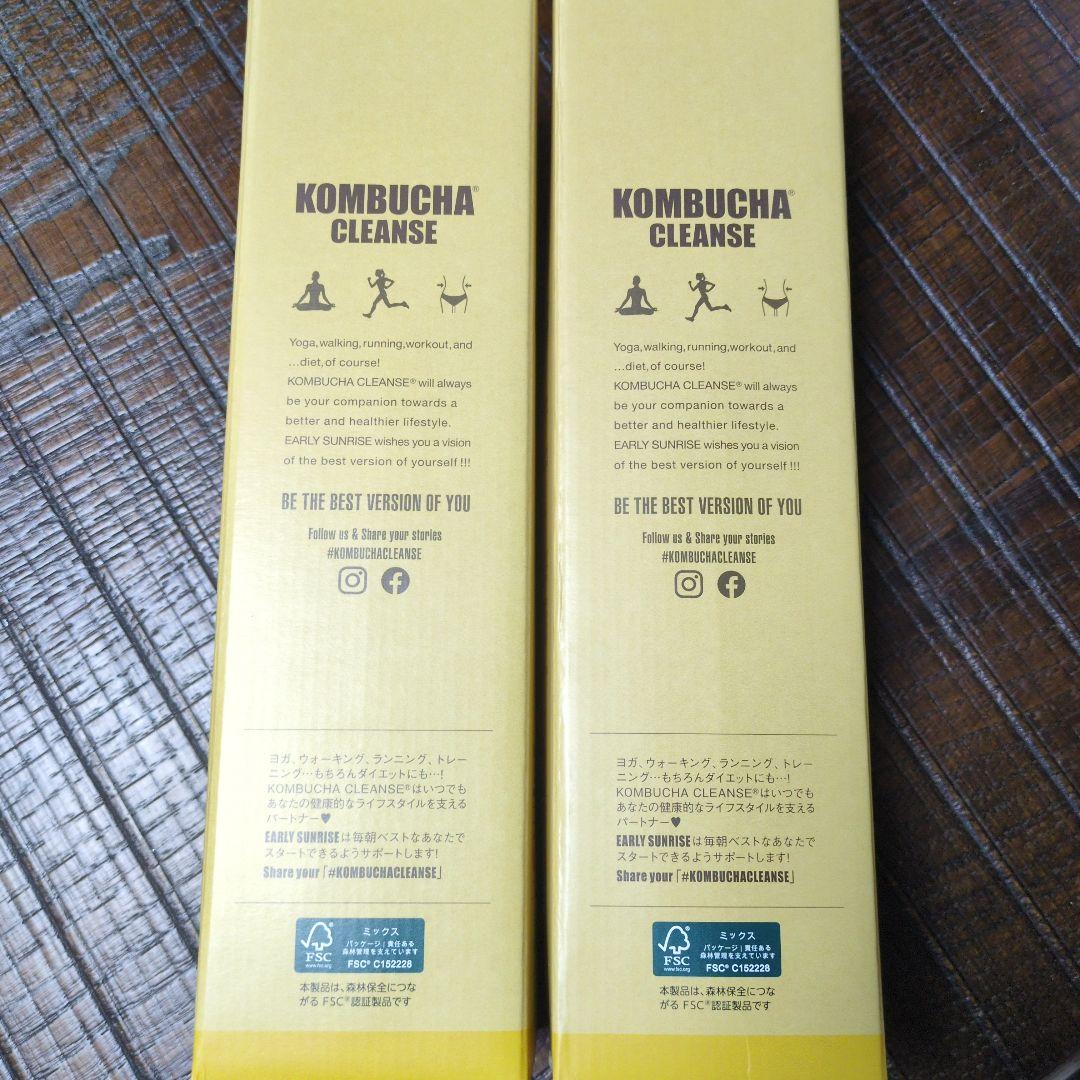 KOMBUCHA®
CLEANSE
Yoga, walking, running, workout, and
...diet, of course!
KOMBUCHA CLEANSE® will always
be your companion towards a
better and healthier lifestyle.
EARLY SUNRISE wishes you a vision
of the best version of yourself !!!
BE THE BEST VERSION OF YOU
Follow us & Share your stories
#KOMBUCHACLEANSE
ヨガ、ウォーキング、ランニング、トレー
ニング…もちろんダイエットにも…!
KOMBUCHA CLEANSE®はいつでも
あなたの健康的なライフスタイルを支える
パートナー♥
EARLY SUNRISEは毎朝ベストなあなたで
スタートできるようサポートします!
Share your「#KOMBUCHACLEANSE」
FSC
www.fsc.org
ミックス
パッケージ | 責任ある
森林管理を支えています
FSC® C152228
本製品は、森林保全につな
がる FSC®認証製品です
KOMBUCHA®
CLEANSE
Yoga, walking, running, workout, and
...diet, of course!
KOMBUCHA CLEANSE® will always
be your companion towards a
better and healthier lifestyle.
EARLY SUNRISE wishes you a vision
of the best version of yourself !!!
BE THE BEST VERSION OF YOU
Follow us & Share your stories
#KOMBUCHACLEANSE
ヨガ、ウォーキング、ランニング、トレー
ニング…もちろんダイエットにも…!
KOMBUCHA CLEANSE®はいつでも
あなたの健康的なライフスタイルを支える
パートナー♥
EARLY SUNRISEは毎朝ベストなあなたで
スタートできるようサポートします!
Share your「#KOMBUCHACLEANSE」
FSC
www.fsc.org
ミックス
パッケージ | 責任ある
森林管理を支えています
FSC® C152228
本製品は、森林保全につな
がる FSC®認証製品です